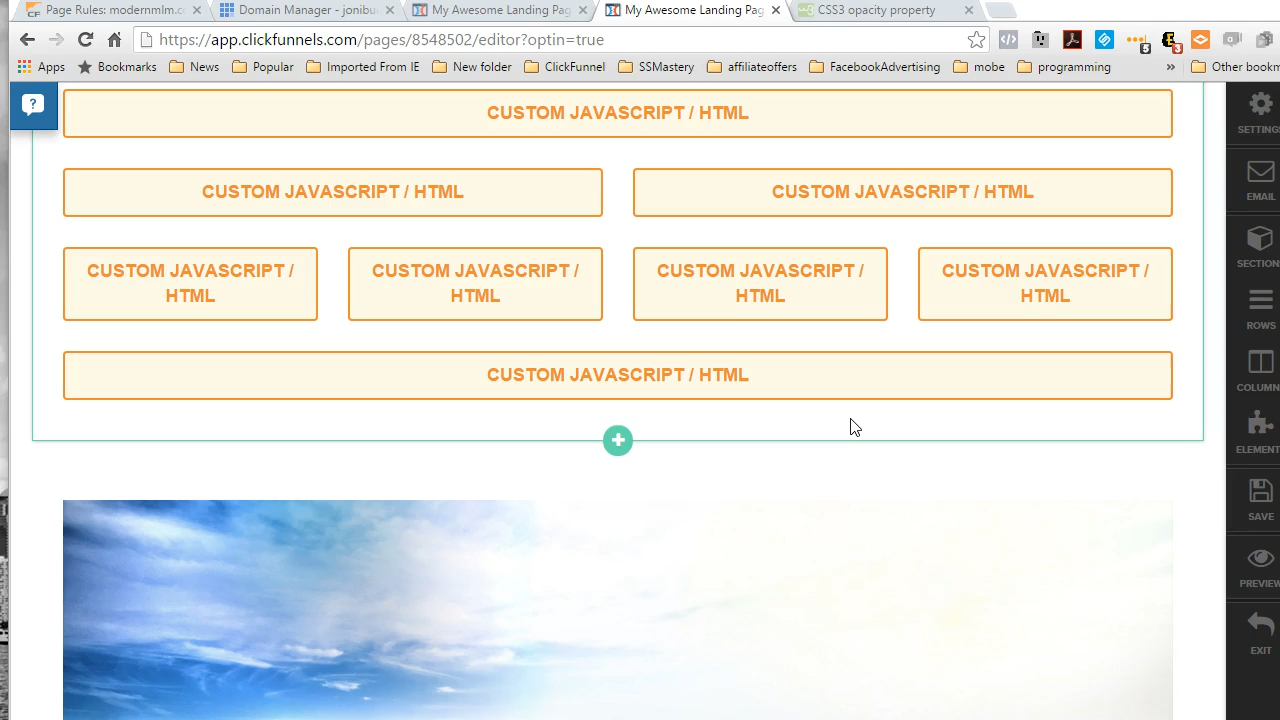 Page Rules: modernmlm.c
Domain Manager - jonibu
My Awesome Landing Pag
My Awesome Landing Pag
CSS3 opacity property
https://app.clickfunnels.com/pages/8548502/editor?optin=true
5
3
Apps
Bookmarks
News
Popular
Imported From IE
New folder
ClickFunnel
SSMastery
affiliateoffers
FacebookAdvertising
mobe
programming
»
Other bookm
CUSTOM JAVASCRIPT / HTML
CUSTOM JAVASCRIPT / HTML
CUSTOM JAVASCRIPT / HTML
CUSTOM JAVASCRIPT /
HTML
CUSTOM JAVASCRIPT /
HTML
CUSTOM JAVASCRIPT /
HTML
CUSTOM JAVASCRIPT /
HTML
CUSTOM JAVASCRIPT / HTML
SETTING
EMAIL
SECTION
ROWS
COLUMN
ELEMENT
SAVE
PREVIEW
EXIT